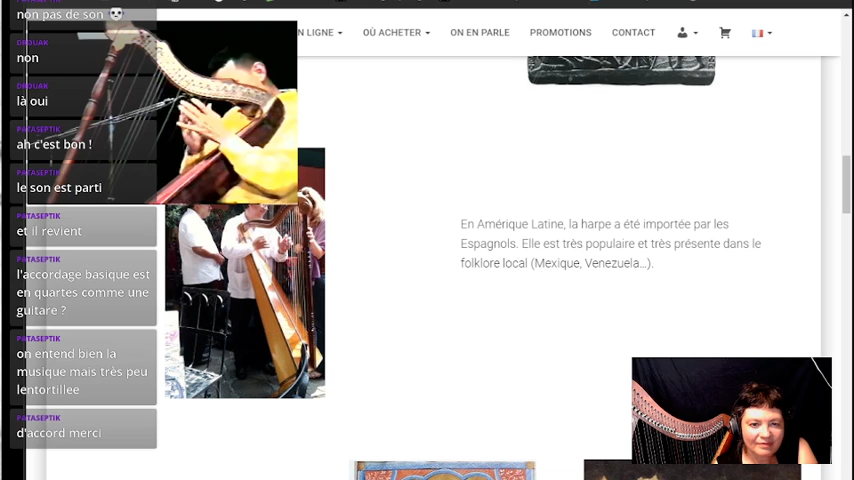 non pas de son 💀
DROUAK
non
DROUAK
là oui
PATASEPTIK
ah c'est bon !
PATASEPTIK
le son est parti
PATASEPTIK
et il revient
PATASEPTIK
l'accordage basique est
en quartes comme une
guitare ?
PATASEPTIK
on entend bien la
musique mais très peu
lentortillee
PATASEPTIK
d'accord merci
N LIGNE
OÙ ACHETER
ON EN PARLE
PROMOTIONS
CONTACT
En Amérique Latine, la harpe a été importée par les
Espagnols. Elle est très populaire et très présente dans le
folklore local (Mexique, Venezuela...).